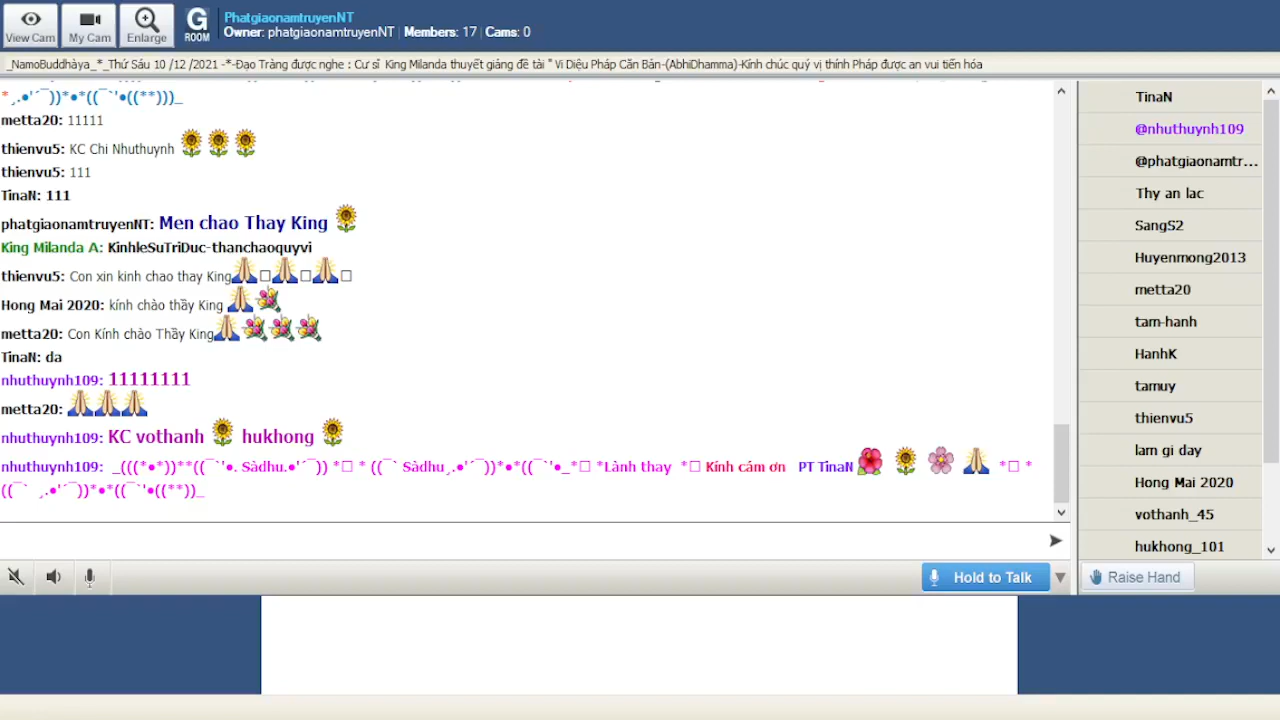 View Cam
My Cam
Enlarge
G ROOM
PhatgiaonamtruyenNT
Owner: phatgiaonamtruyenNT | Members: 17 | Cams: 0
_NamoBuddhàya_*_Thứ Sáu 10 /12 /2021 -*-Đạo Tràng được nghe : Cư sĩ King Milanda thuyết giảng đề tài " Vi Diệu Pháp Căn Bản-(AbhiDhamma)-Kính chúc quý vị thính Pháp được an vui tiến hóa
*¸.•'´¯))*•*((¯`'•((**)))_
metta20: 11111
thienvu5: KC Chi Nhuthuynh 🌻🌻🌻
thienvu5: 111
TinaN: 111
phatgiaonamtruyenNT: Men chao Thay King 🌻
King Milanda A: KinhleSuTriDuc-thanchaoquyvi
thienvu5: Con xin kinh chao thay King🙏□🙏□🙏□
Hong Mai 2020: kính chào thầy King 🙏💐
metta20: Con Kính chào Thầy King🙏💐💐💐
TinaN: da
nhuthuynh109: 11111111
metta20: 🙏🙏🙏
nhuthuynh109: KC vothanh 🌻 hukhong 🌻
nhuthuynh109: _(((*•*))**((¯`'•. Sàdhu.•'´¯)) *□ * ((¯` Sàdhu¸.•'´¯))*•*((¯`'•_*□ *Lành thay *□ Kính cám ơn PT TinaN🌺 🌻 🌸 🙏 *□ *
((¯` ¸.•'´¯))*•*((¯`'•((**))_
Hold to Talk
TinaN
@nhuthuynh109
@phatgiaonamtr...
Thy an lac
SangS2
Huyenmong2013
metta20
tam-hanh
HanhK
tamuy
thienvu5
lam gi day
Hong Mai 2020
vothanh_45
hukhong_101
Raise Hand